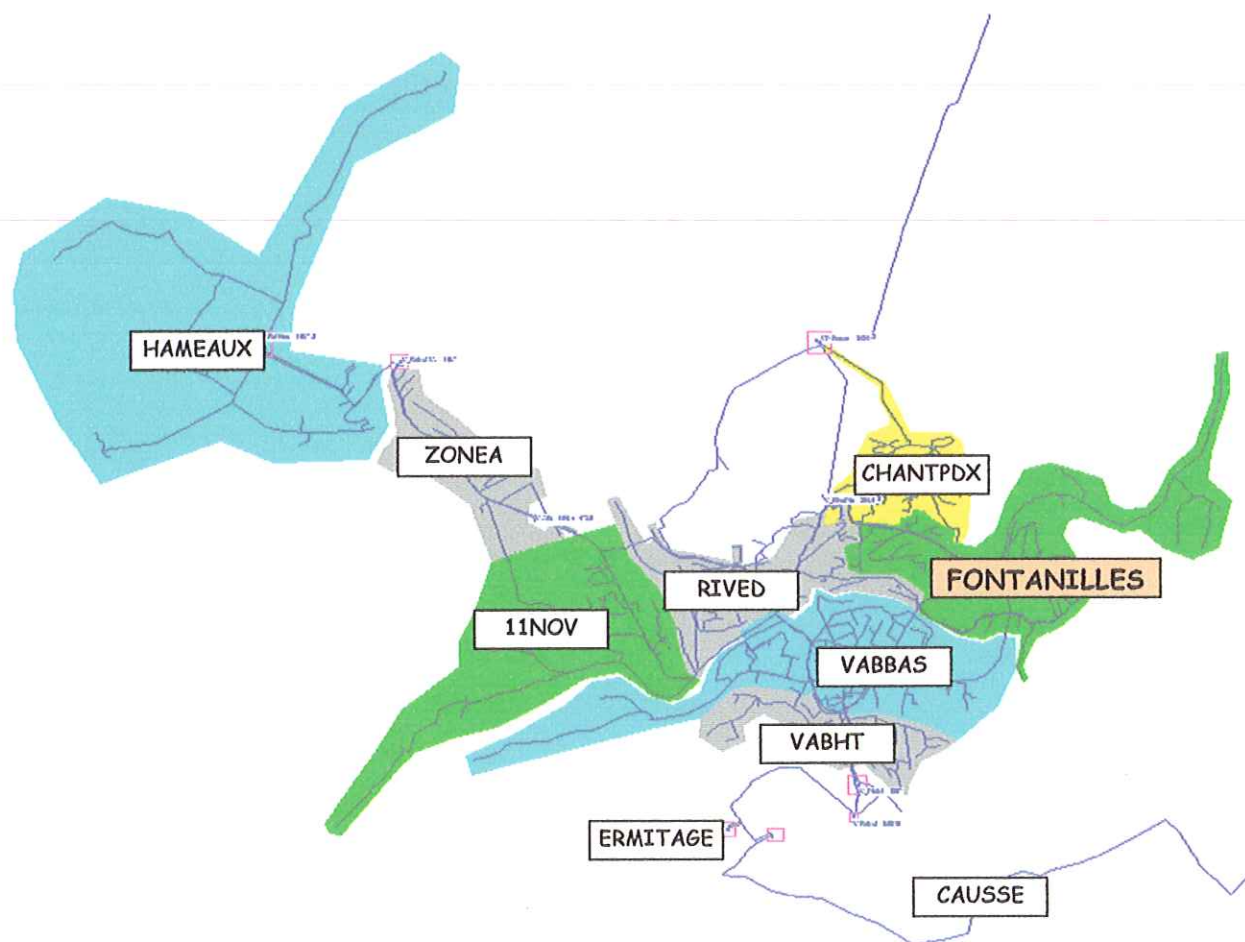 HAMEAUX
ZONEA
CHANTPDX
RIVED
FONTANILLES
11NOV
VABBAS
VABHT
ERMITAGE
CAUSSE